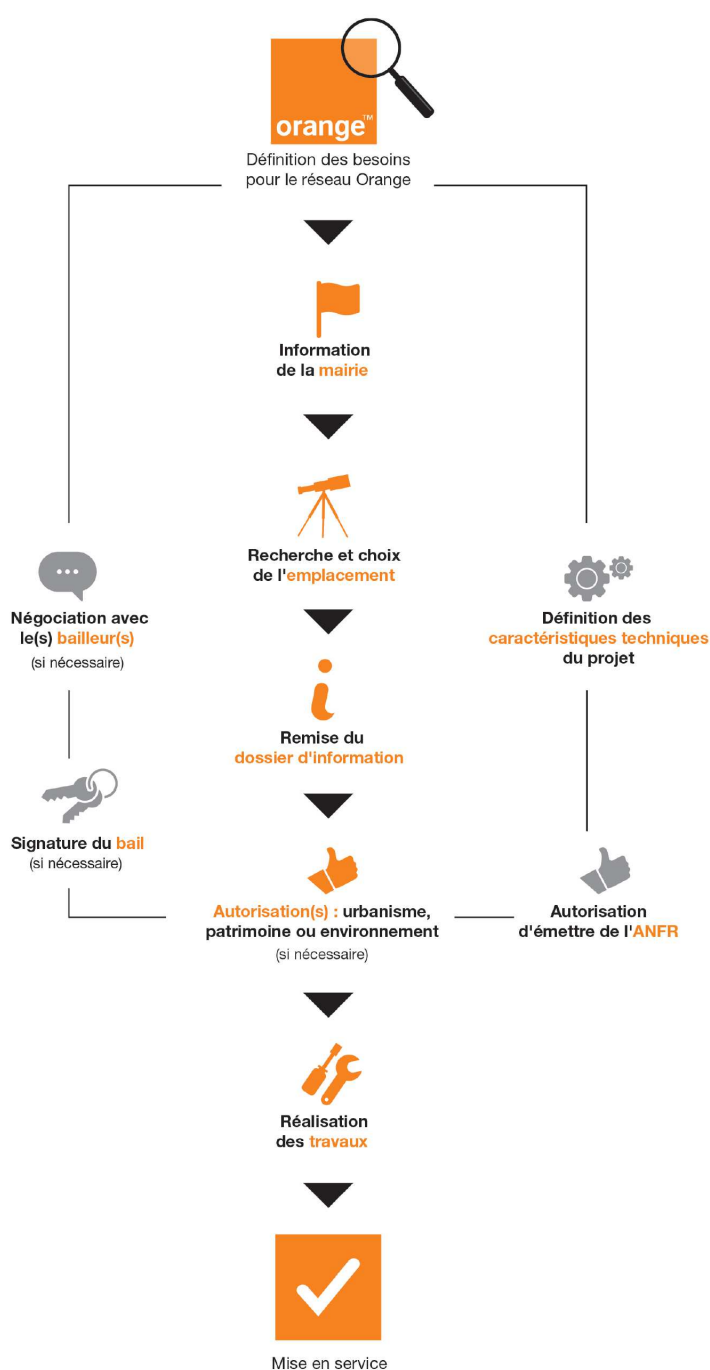 orange™
Définition des besoins
pour le réseau Orange
Information
de la mairie
Recherche et choix
de l'emplacement
Négociation avec
le(s) bailleur(s)
(si nécessaire)
Définition des
caractéristiques techniques
du projet
Remise du
dossier d'information
Signature du bail
(si nécessaire)
Autorisation(s) : urbanisme,
patrimoine ou environnement
(si nécessaire)
Autorisation
d'émettre de l'ANFR
Réalisation
des travaux
Mise en service